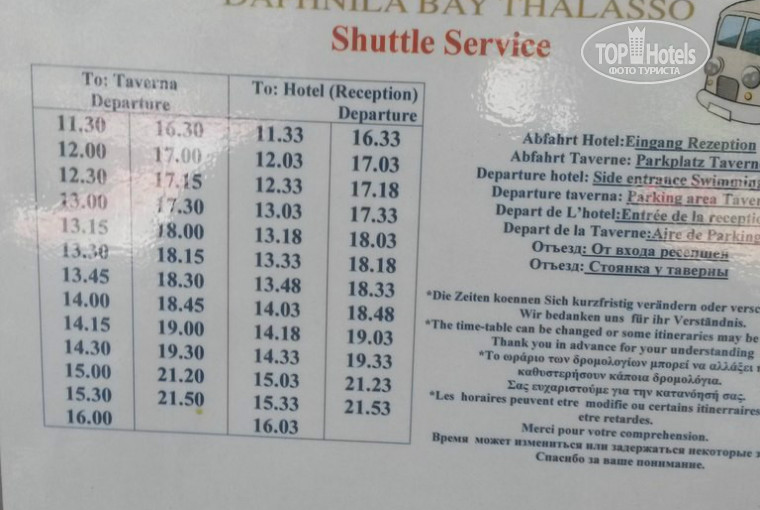 DAPHNILA BAY THALASSO
Shuttle Service
TOP Hotels
ФОТО ТУРИСТА
To: Taverna To: Hotel (Reception)
Departure Departure
11.30 16.30 11.33 16.33
12.00 17.00 12.03 17.03
12.30 17.15 12.33 17.18
13.00 17.30 13.03 17.33
13.15 18.00 13.18 18.03
13.30 18.15 13.33 18.18
13.45 18.30 13.48 18.33
14.00 18.45 14.03 18.48
14.15 19.00 14.18 19.03
14.30 19.30 14.33 19.33
15.00 21.20 15.03 21.23
15.30 21.50 15.33 21.53
16.00 16.03
Abfahrt Hotel:Eingang Rezeption
Abfahrt Taverne: Parkplatz Taverne
Departure hotel: Side entrance Swimming
Departure taverna: Parking area Taver
Depart de L'hotel:Entrée de la receptio
Depart de la Taverne:Aire de Parking
Отъезд: От входа ресепшен
Отъезд: Стоянка у таверны
*Die Zeiten koennen Sich kurzfristig verändern oder versc
Wir bedanken uns für ihr Verständnis.
*The time-table can be changed or some itineraries may be
Thank you in advance for your understanding
*Το ωράριο των δρομολογίων μπορεί να αλλάξει
καθυστερήσουν κάποια δρομολόγια.
Σας ευχαριστούμε για την κατανόησή σας.
*Les horaires peuvent etre modifie ou certains itinerraires
etre retardes.
Merci pour votre comprehension.
Время может измениться или задержаться некоторые
Спасибо за ваше понимание.